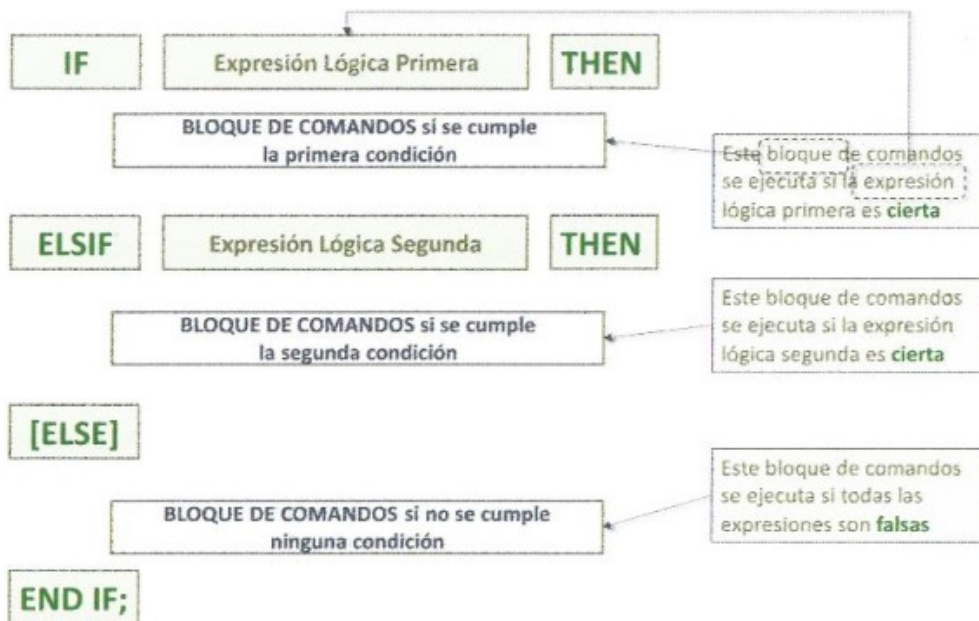 IF Expresión Lógica Primera THEN
BLOQUE DE COMANDOS sí se cumple
la primera condición
Este bloque de comandos
se ejecuta si la expresión
lógica primera es cierta
ELSIF Expresión Lógica Segunda THEN
BLOQUE DE COMANDOS si se cumple
la segunda condición
Este bloque de comandos
se ejecuta si la expresión
lógica segunda es cierta
[ELSE]
BLOQUE DE COMANDOS si no se cumple
ninguna condición
Este bloque de comandos
se ejecuta si todas las
expresiones son falsas
END IF;